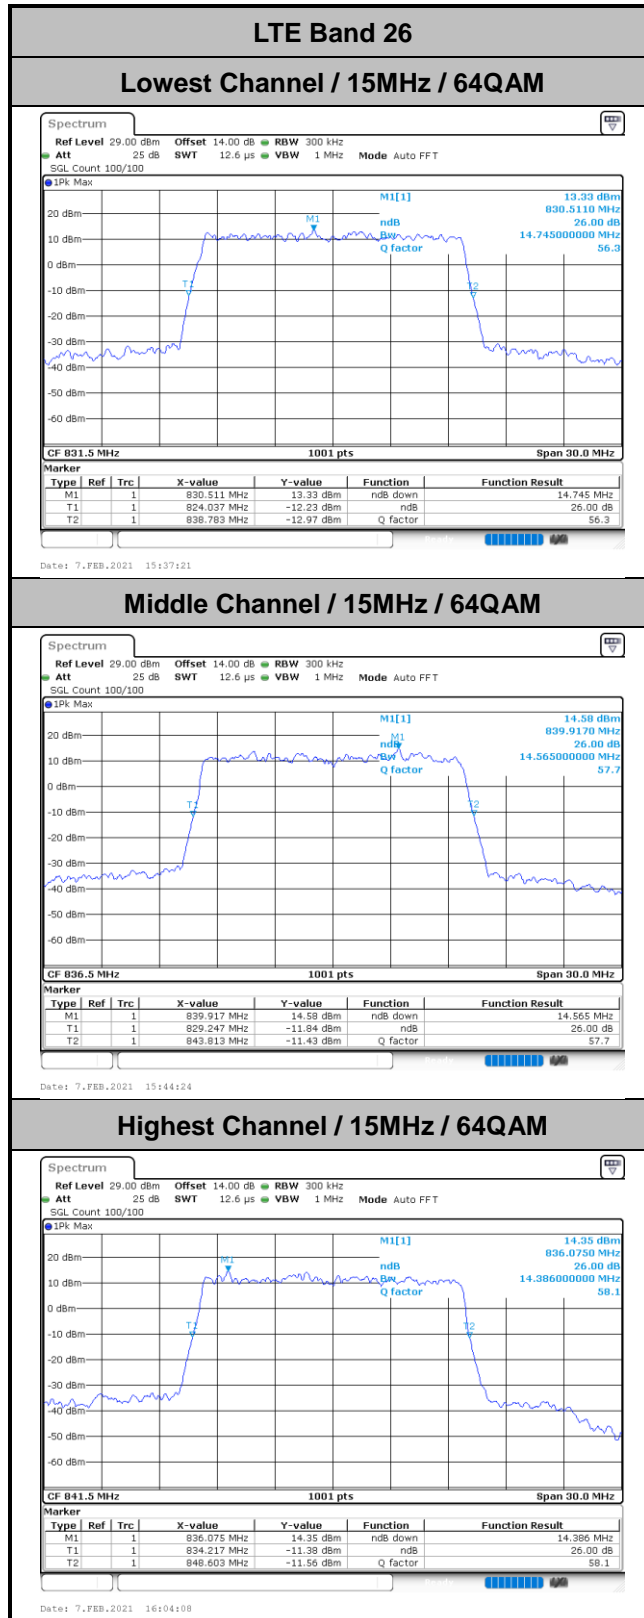 LTE Band 26
Lowest Channel / 15MHz / 64QAM
Spectrum
Ref Level 29.00 dBm Offset 14.00 dB RBW 300 kHz
Att 25 dB SWT 12.6 µs VBW 1 MHz Mode Auto FFT
SGL Count 100/100
1Pk Max
M1[1] 13.33 dBm
830.5110 MHz
ndB 26.00 dB
Bw 14.745000000 MHz
Q factor 56.3
M1
T1
T2
20 dBm
10 dBm
0 dBm
-10 dBm
-20 dBm
-30 dBm
-40 dBm
-50 dBm
-60 dBm
CF 831.5 MHz 1001 pts Span 30.0 MHz
Marker
Type Ref Trc X-value Y-value Function Function Result
M1 1 830.511 MHz 13.33 dBm ndB down 14.745 MHz
T1 1 824.037 MHz -12.23 dBm ndB 26.00 dB
T2 1 838.783 MHz -12.97 dBm Q factor 56.3
Date: 7.FEB.2021 15:37:21
Middle Channel / 15MHz / 64QAM
Spectrum
Ref Level 29.00 dBm Offset 14.00 dB RBW 300 kHz
Att 25 dB SWT 12.6 µs VBW 1 MHz Mode Auto FFT
SGL Count 100/100
1Pk Max
M1[1] 14.58 dBm
839.9170 MHz
ndB 26.00 dB
Bw 14.565000000 MHz
Q factor 57.7
M1
T1
T2
20 dBm
10 dBm
0 dBm
-10 dBm
-20 dBm
-30 dBm
-40 dBm
-50 dBm
-60 dBm
CF 836.5 MHz 1001 pts Span 30.0 MHz
Marker
Type Ref Trc X-value Y-value Function Function Result
M1 1 839.917 MHz 14.58 dBm ndB down 14.565 MHz
T1 1 829.247 MHz -11.84 dBm ndB 26.00 dB
T2 1 843.813 MHz -11.43 dBm Q factor 57.7
Date: 7.FEB.2021 15:44:24
Highest Channel / 15MHz / 64QAM
Spectrum
Ref Level 29.00 dBm Offset 14.00 dB RBW 300 kHz
Att 25 dB SWT 12.6 µs VBW 1 MHz Mode Auto FFT
SGL Count 100/100
1Pk Max
M1[1] 14.35 dBm
836.0750 MHz
ndB 26.00 dB
Bw 14.386000000 MHz
Q factor 58.1
M1
T1
T2
20 dBm
10 dBm
0 dBm
-10 dBm
-20 dBm
-30 dBm
-40 dBm
-50 dBm
-60 dBm
CF 841.5 MHz 1001 pts Span 30.0 MHz
Marker
Type Ref Trc X-value Y-value Function Function Result
M1 1 836.075 MHz 14.35 dBm ndB down 14.386 MHz
T1 1 834.217 MHz -11.38 dBm ndB 26.00 dB
T2 1 848.603 MHz -11.56 dBm Q factor 58.1
Date: 7.FEB.2021 16:04:08